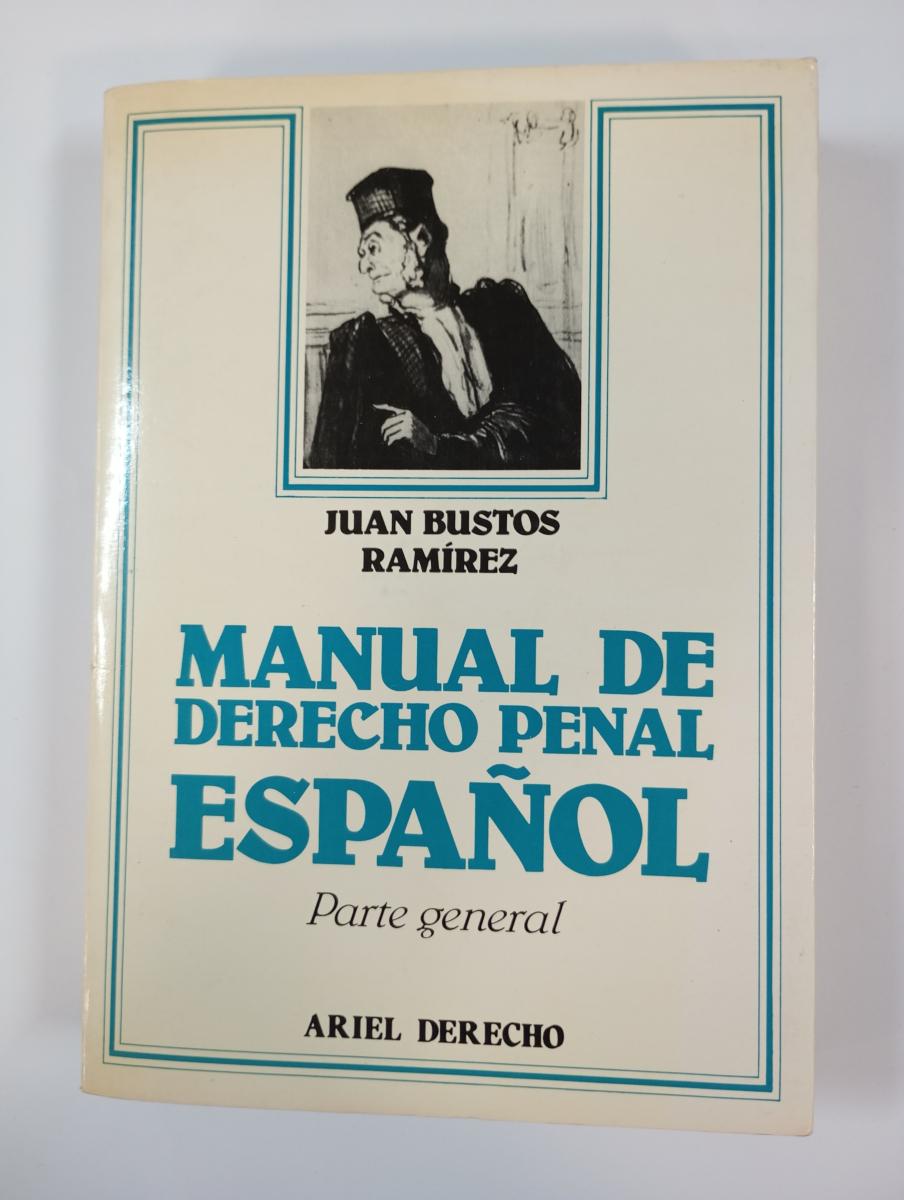 JUAN BUSTOS
RAMÍREZ
MANUAL DE
DERECHO PENAL
ESPAÑOL
Parte general
ARIEL DERECHO